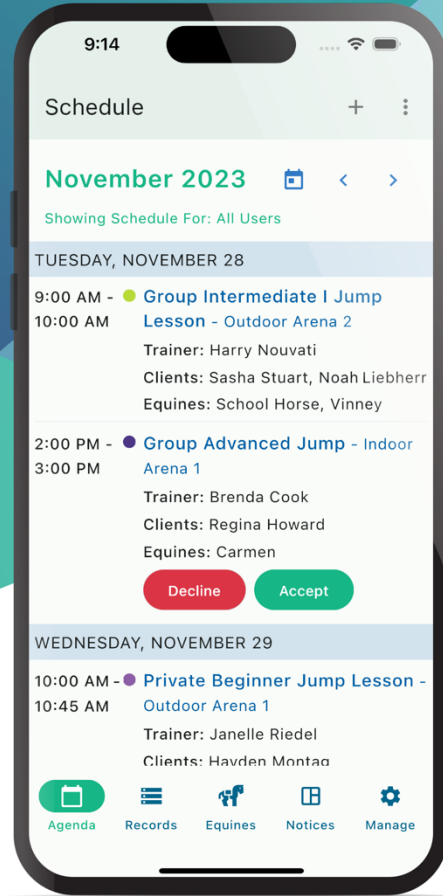 9:14
Schedule
November 2023
Showing Schedule For: All Users
TUESDAY, NOVEMBER 28
9:00 AM - Group Intermediate I Jump
10:00 AM Lesson - Outdoor Arena 2
Trainer: Harry Nouvati
Clients: Sasha Stuart, Noah Liebherr
Equines: School Horse, Vinney
2:00 PM - Group Advanced Jump - Indoor
3:00 PM Arena 1
Trainer: Brenda Cook
Clients: Regina Howard
Equines: Carmen
Decline Accept
WEDNESDAY, NOVEMBER 29
10:00 AM - Private Beginner Jump Lesson -
10:45 AM Outdoor Arena 1
Trainer: Janelle Riedel
Clients: Hayden Montag
Agenda Records Equines Notices Manage